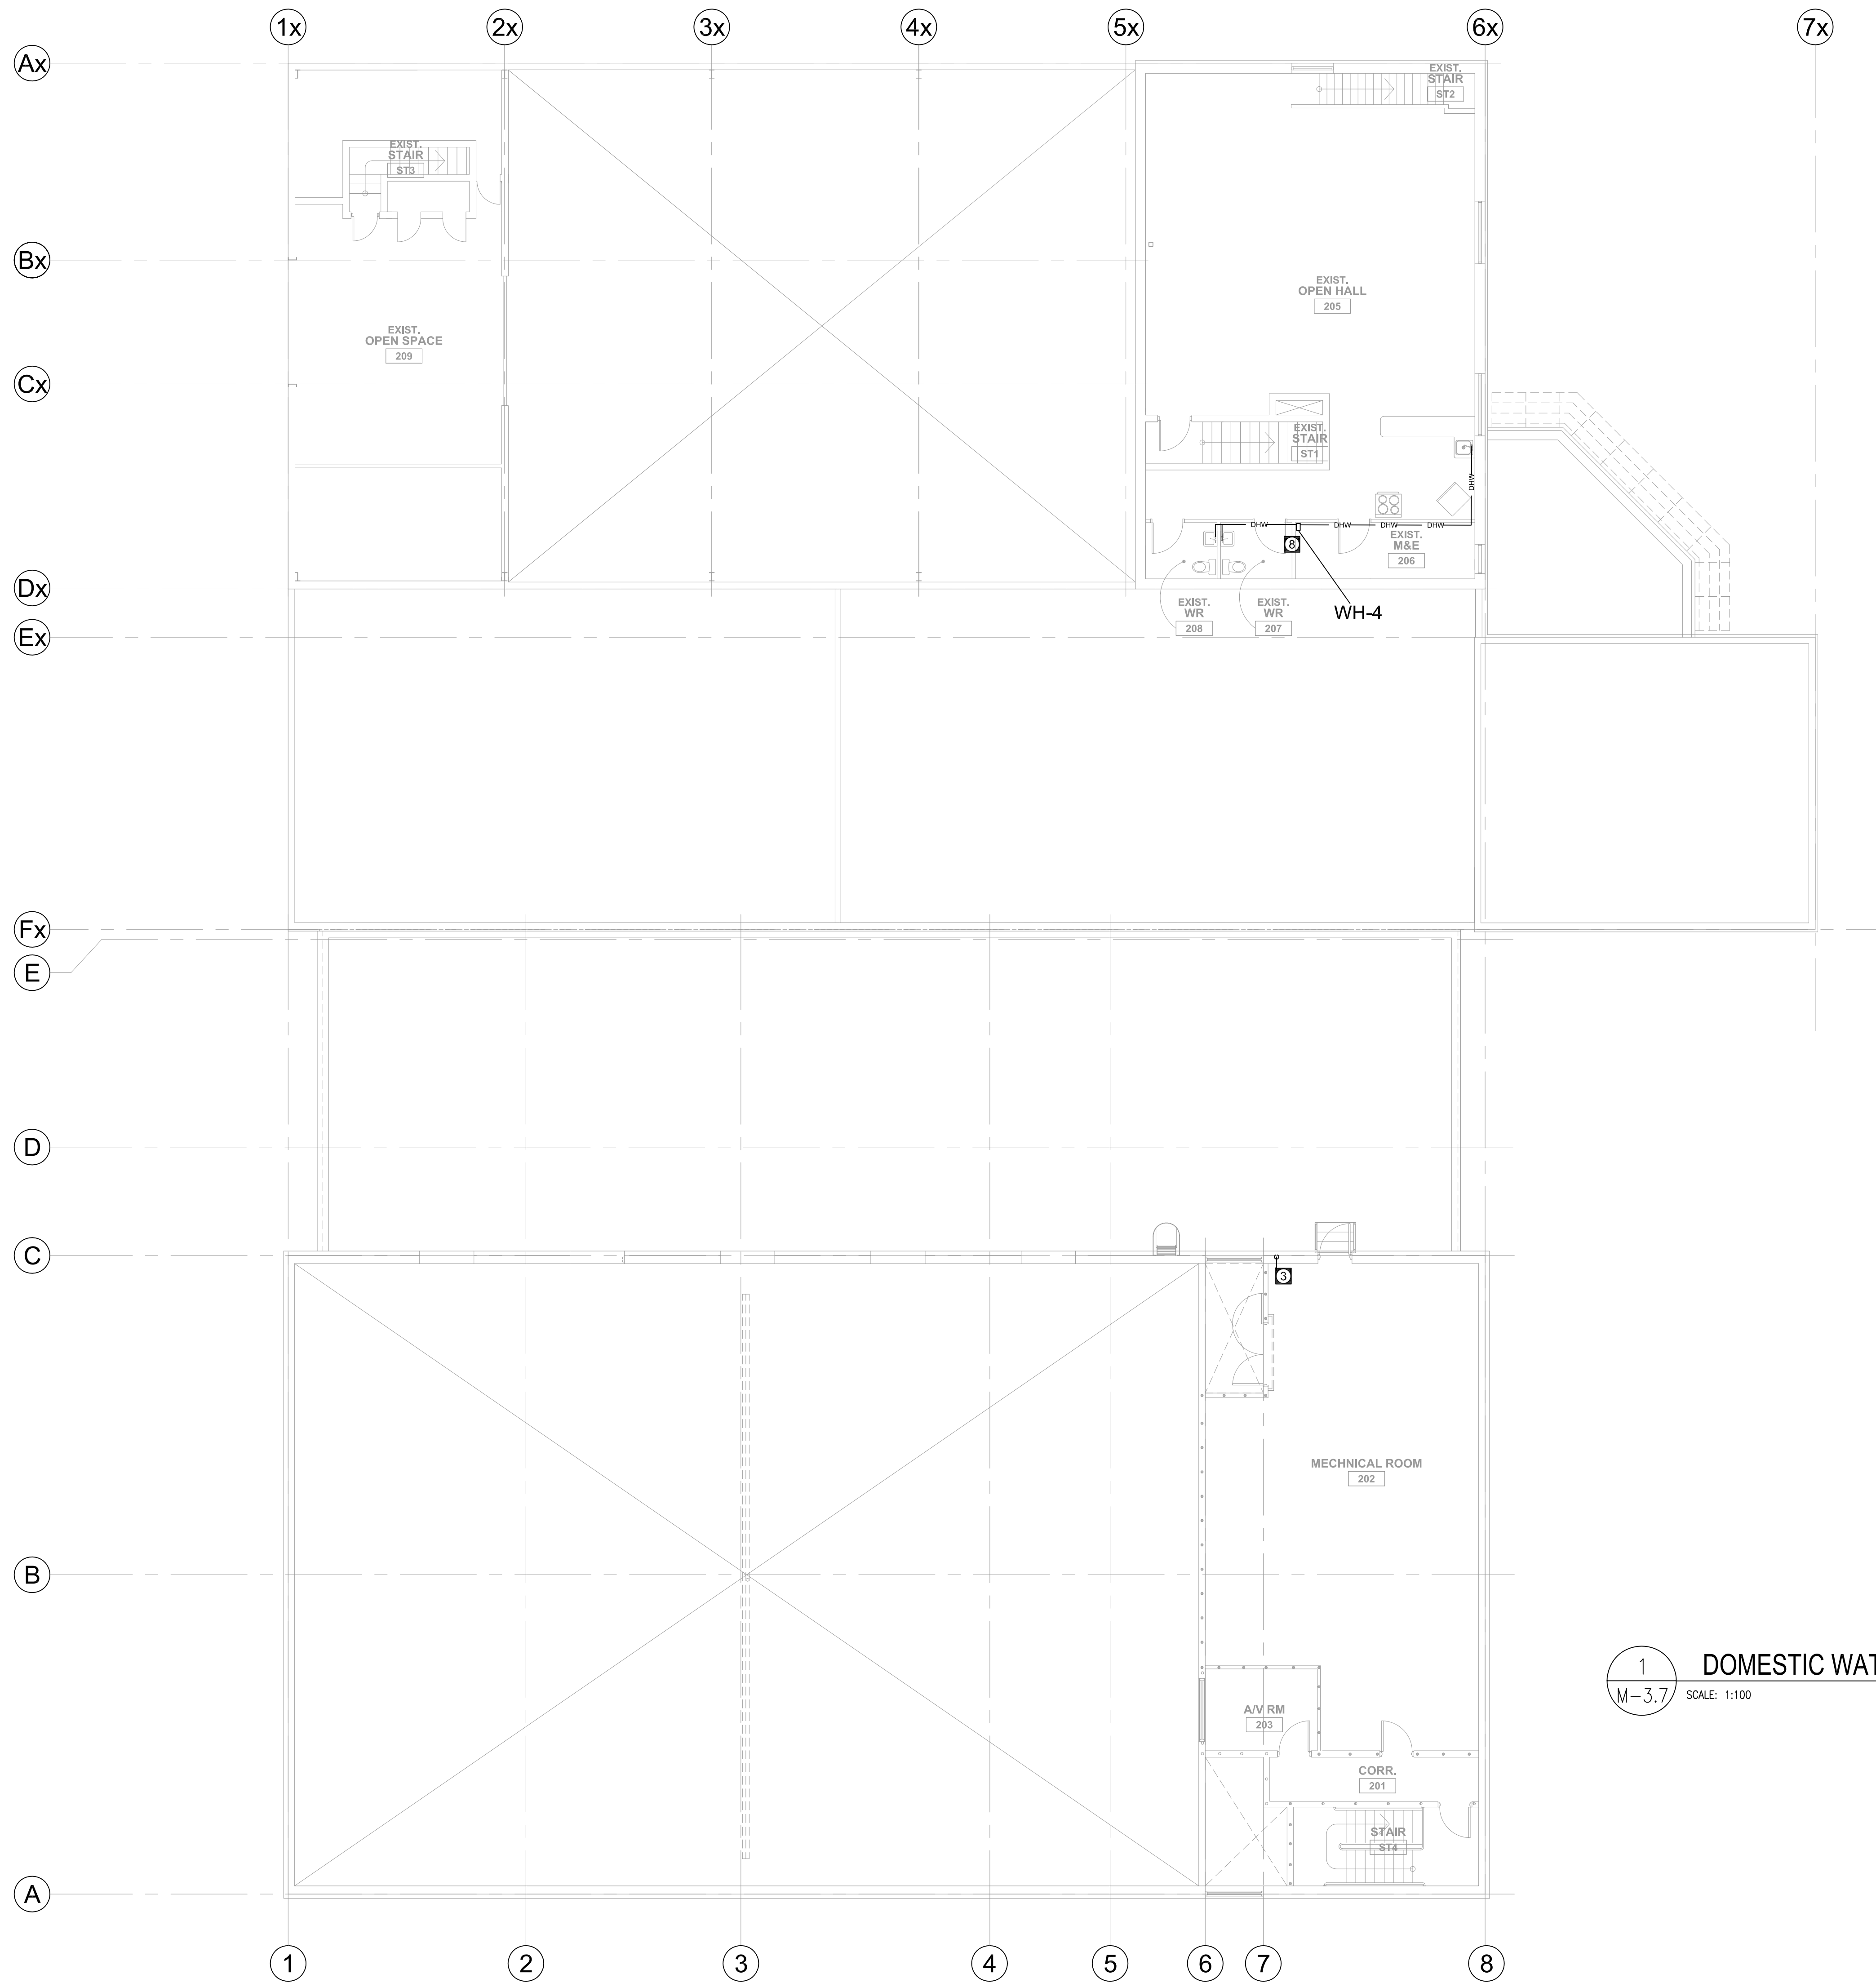 1x
2x
3x
4x
5x
6x
7x
Ax
EXIST.
STAIR
ST2
EXIST.
STAIR
ST3
Bx
EXIST.
OPEN HALL
205
EXIST.
OPEN SPACE
209
Cx
EXIST.
STAIR
ST1
DHW
DHW
DHW
DHW
DHW
8
EXIST.
M&E
206
Dx
EXIST.
WR
208
EXIST.
WR
207
WH-4
Ex
Fx
E
D
C
3
MECHNICAL ROOM
202
B
1
M-3.7
DOMESTIC WAT
SCALE: 1:100
A/V RM
203
CORR.
201
STAIR
ST4
A
1
2
3
4
5
6
7
8